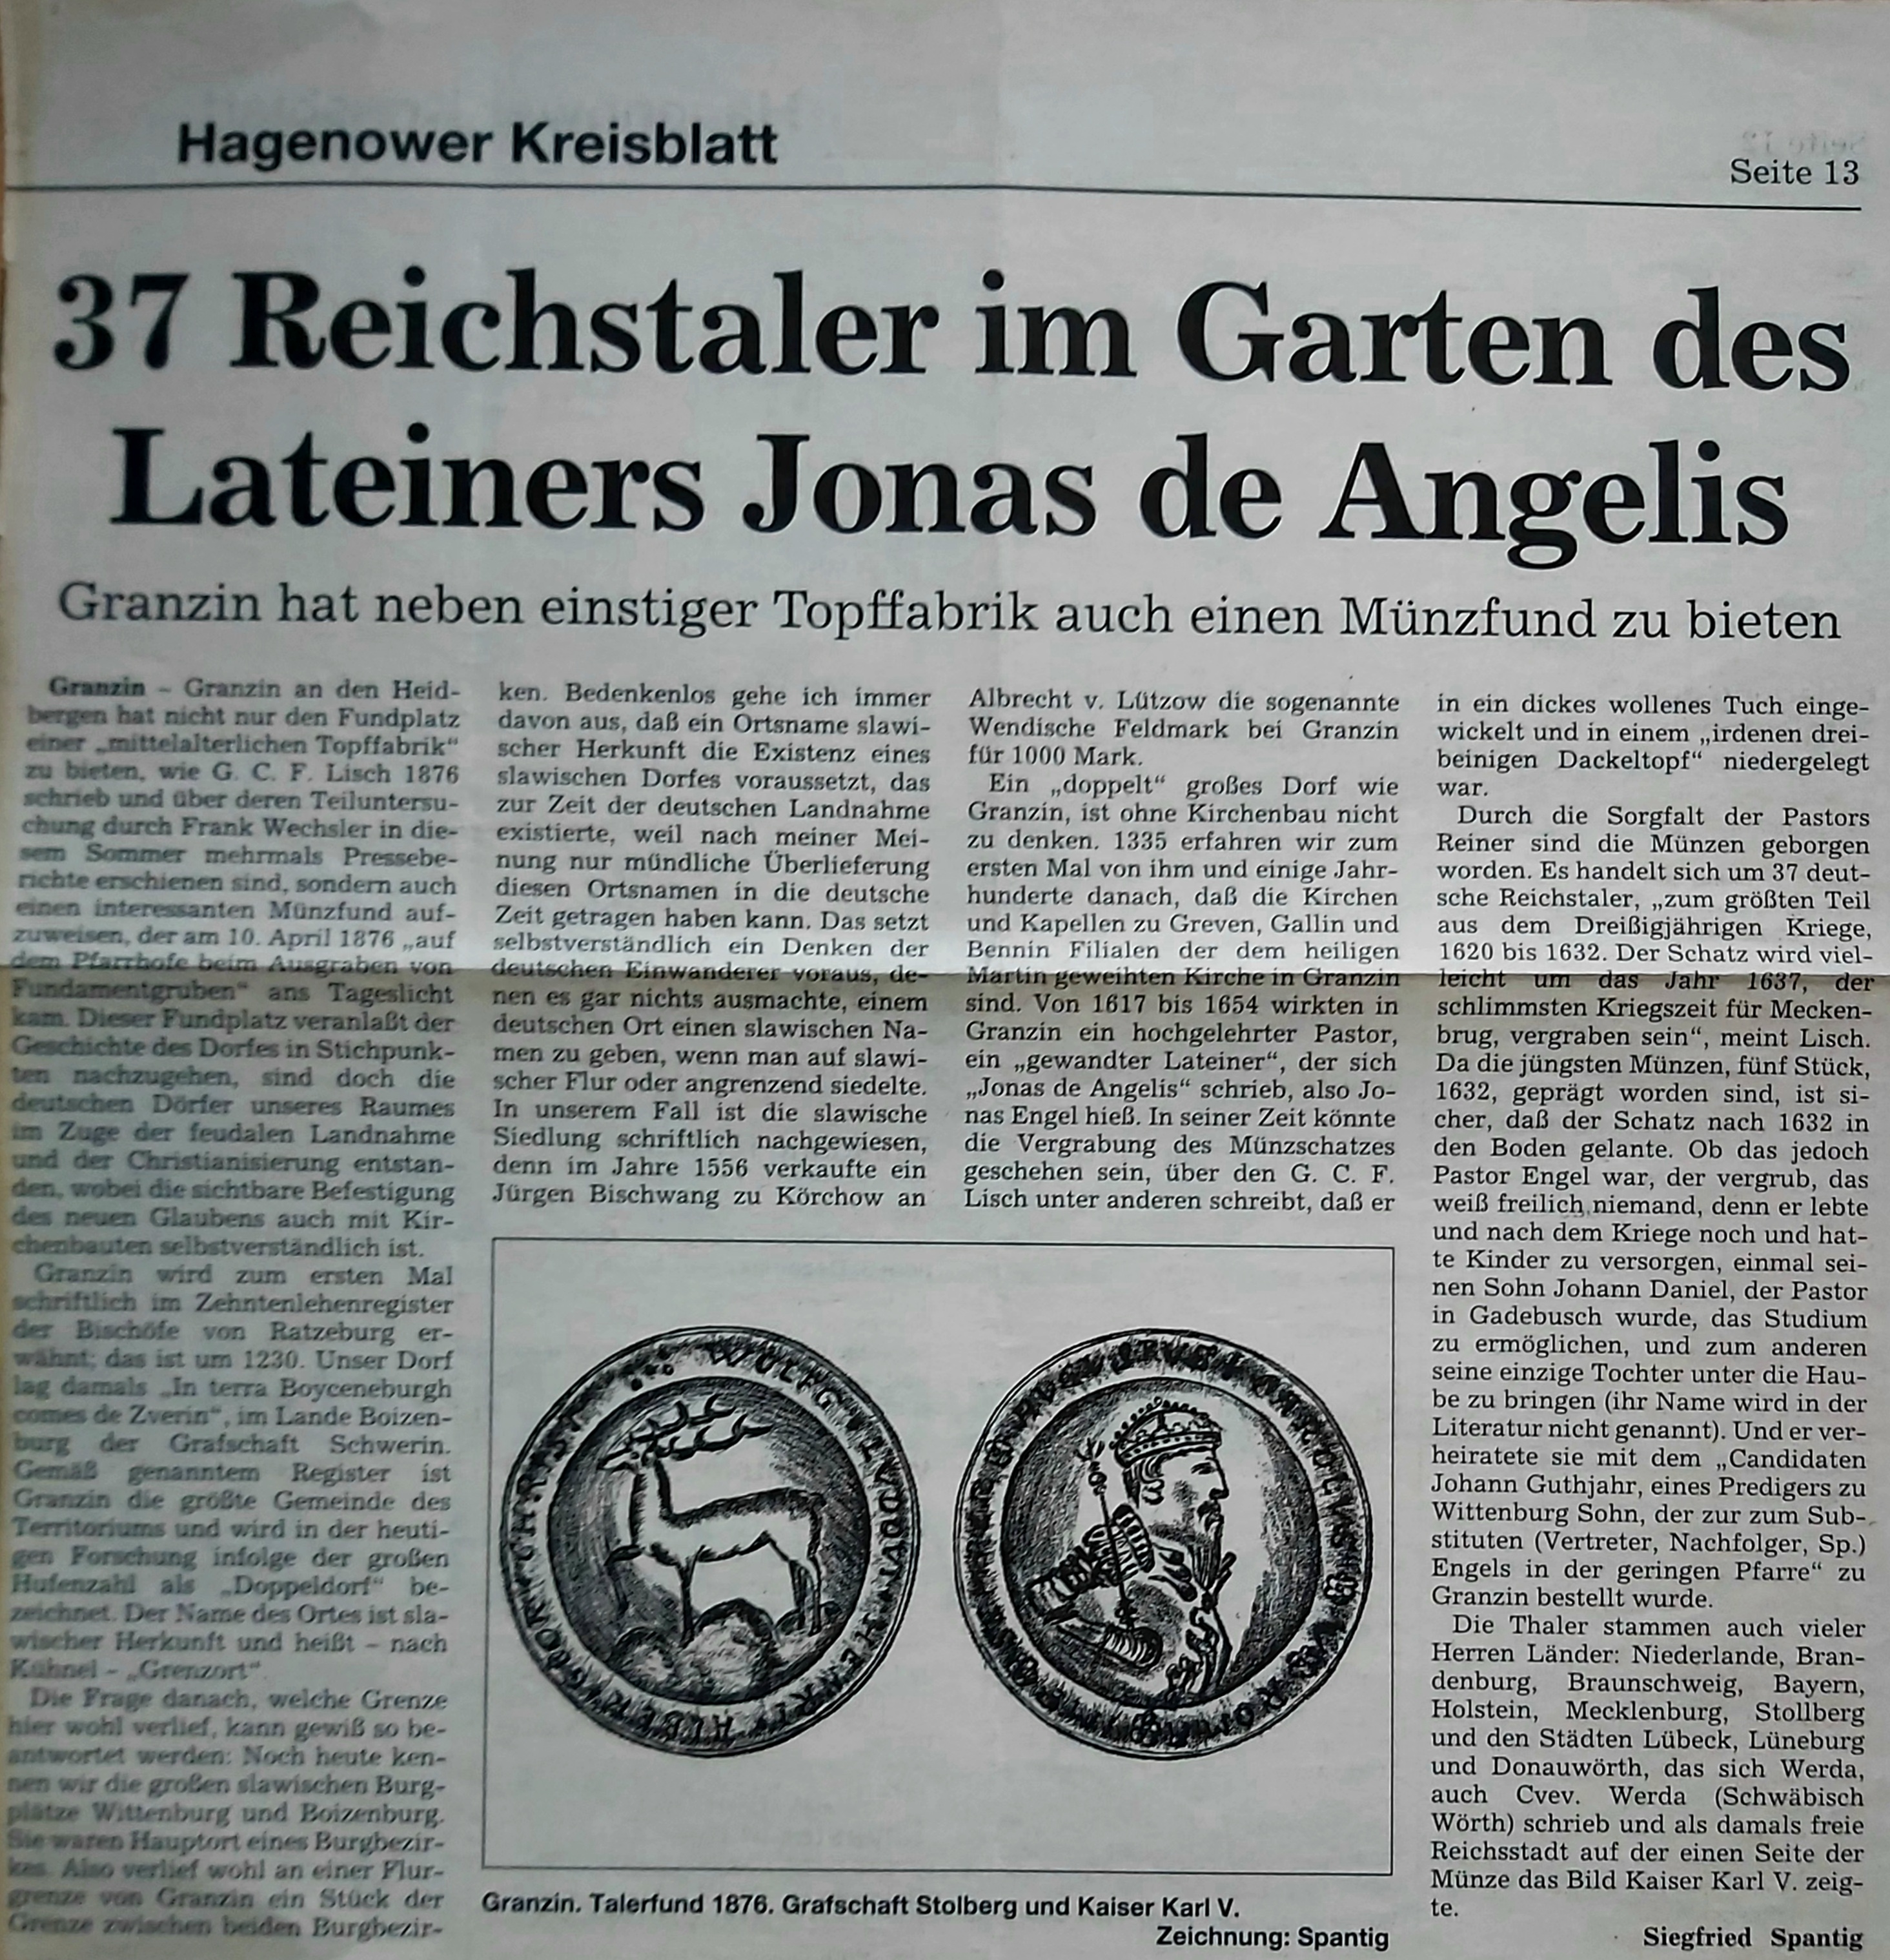 Hagenower Kreisblatt
Seite 13
37 Reichstaler im Garten des
Lateiners Jonas de Angelis
Granzin hat neben einstiger Topffabrik auch einen Münzfund zu bieten
Granzin – Granzin an den Heid-
bergen hat nicht nur den Fundplatz
einer „mittelalterlichen Topffabrik“
zu bieten, wie G. C. F. Lisch 1876
schrieb und über deren Teiluntersu-
chung durch Frank Wechsler in die-
sem Sommer mehrmals Pressebe-
richte erschienen sind, sondern auch
einen interessanten Münzfund auf-
zuweisen, der am 10. April 1876 „auf
dem Pfarrhofe beim Ausgraben von
Fundamentgruben“ ans Tageslicht
kam. Dieser Fundplatz veranlaßt der
Geschichte des Dorfes in Stichpunk-
ten nachzugehen, sind doch die
deutschen Dörfer unseres Raumes
im Zuge der feudalen Landnahme
und der Christianisierung entstan-
den, wobei die sichtbare Befestigung
des neuen Glaubens auch mit Kir-
chenbauten selbstverständlich ist.
Granzin wird zum ersten Mal
schriftlich im Zehntenlehenregister
der Bischöfe von Ratzeburg er-
wähnt; das ist um 1230. Unser Dorf
lag damals „In terra Boyceneburgh
comes de Zverin“, im Lande Boizen-
burg der Grafschaft Schwerin.
Gemäß genanntem Register ist
Granzin die größte Gemeinde des
Territoriums und wird in der heuti-
gen Forschung infolge der großen
Hufenzahl als „Doppeldorf“ be-
zeichnet. Der Name des Ortes ist sla-
wischer Herkunft und heißt – nach
Kühnel – „Grenzort“.
Die Frage danach, welche Grenze
hier wohl verlief, kann gewiß so be-
antwortet werden: Noch heute ken-
nen wir die großen slawischen Burg-
plätze Wittenburg und Boizenburg.
Sie waren Hauptort eines Burgbezir-
kes. Also verlief wohl an einer Flur-
grenze von Granzin ein Stück der
Grenze zwischen beiden Burgbezir-
ken. Bedenkenlos gehe ich immer
davon aus, daß ein Ortsname slawi-
scher Herkunft die Existenz eines
slawischen Dorfes voraussetzt, das
zur Zeit der deutschen Landnahme
existierte, weil nach meiner Mei-
nung nur mündliche Überlieferung
diesen Ortsnamen in die deutsche
Zeit getragen haben kann. Das setzt
selbstverständlich ein Denken der
deutschen Einwanderer voraus, de-
nen es gar nichts ausmachte, einem
deutschen Ort einen slawischen Na-
men zu geben, wenn man auf slawi-
scher Flur oder angrenzend siedelte.
In unserem Fall ist die slawische
Siedlung schriftlich nachgewiesen,
denn im Jahre 1556 verkaufte ein
Jürgen Bischwang zu Körchow an
Albrecht v. Lützow die sogenannte
Wendische Feldmark bei Granzin
für 1000 Mark.
Ein „doppelt“ großes Dorf wie
Granzin, ist ohne Kirchenbau nicht
zu denken. 1335 erfahren wir zum
ersten Mal von ihm und einige Jahr-
hunderte danach, daß die Kirchen
und Kapellen zu Greven, Gallin und
Bennin Filialen der dem heiligen
Martin geweihten Kirche in Granzin
sind. Von 1617 bis 1654 wirkten in
Granzin ein hochgelehrter Pastor,
ein „gewandter Lateiner“, der sich
„Jonas de Angelis“ schrieb, also Jo-
nas Engel hieß. In seiner Zeit könnte
die Vergrabung des Münzschatzes
geschehen sein, über den G. C. F.
Lisch unter anderen schreibt, daß er
in ein dickes wollenes Tuch einge-
wickelt und in einem „irdenen drei-
beinigen Dackeltopf“ niedergelegt
war.
Durch die Sorgfalt der Pastors
Reiner sind die Münzen geborgen
worden. Es handelt sich um 37 deut-
sche Reichstaler, „zum größten Teil
aus dem Dreißigjährigen Kriege,
1620 bis 1632. Der Schatz wird viel-
leicht um das Jahr 1637, der
schlimmsten Kriegszeit für Mecken-
brug, vergraben sein“, meint Lisch.
Da die jüngsten Münzen, fünf Stück,
1632, geprägt worden sind, ist si-
cher, daß der Schatz nach 1632 in
den Boden gelante. Ob das jedoch
Pastor Engel war, der vergrub, das
weiß freilich niemand, denn er lebte
und nach dem Kriege noch und hat-
te Kinder zu versorgen, einmal sei-
nen Sohn Johann Daniel, der Pastor
in Gadebusch wurde, das Studium
zu ermöglichen, und zum anderen
seine einzige Tochter unter die Hau-
be zu bringen (ihr Name wird in der
Literatur nicht genannt). Und er ver-
heiratete sie mit dem „Candidaten
Johann Guthjahr, eines Predigers zu
Wittenburg Sohn, der zur zum Sub-
stituten (Vertreter, Nachfolger, Sp.)
Engels in der geringen Pfarre“ zu
Granzin bestellt wurde.
Die Thaler stammen auch vieler
Herren Länder: Niederlande, Bran-
denburg, Braunschweig, Bayern,
Holstein, Mecklenburg, Stollberg
und den Städten Lübeck, Lüneburg
und Donauwörth, das sich Werda,
auch Cvev. Werda (Schwäbisch
Wörth) schrieb und als damals freie
Reichsstadt auf der einen Seite der
Münze das Bild Kaiser Karl V. zeig-
te.
Siegfried Spantig
WOLFG LVDOVI
Granzin. Talerfund 1876. Grafschaft Stolberg und Kaiser Karl V.
Zeichnung: Spantig